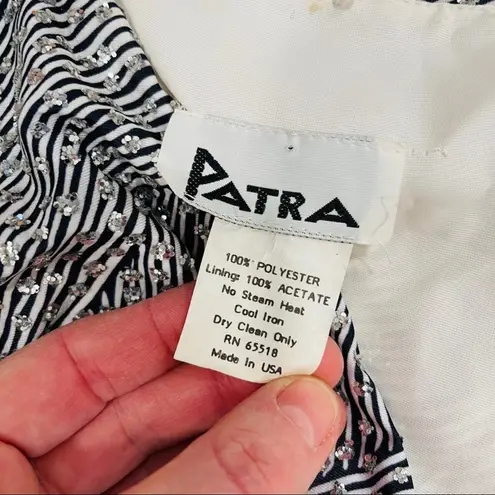 PATRA
100% POLYESTER
Lining: 100% ACETATE
No Steam Heat
Cool Iron
Dry Clean Only
RN 65518
Made In USA